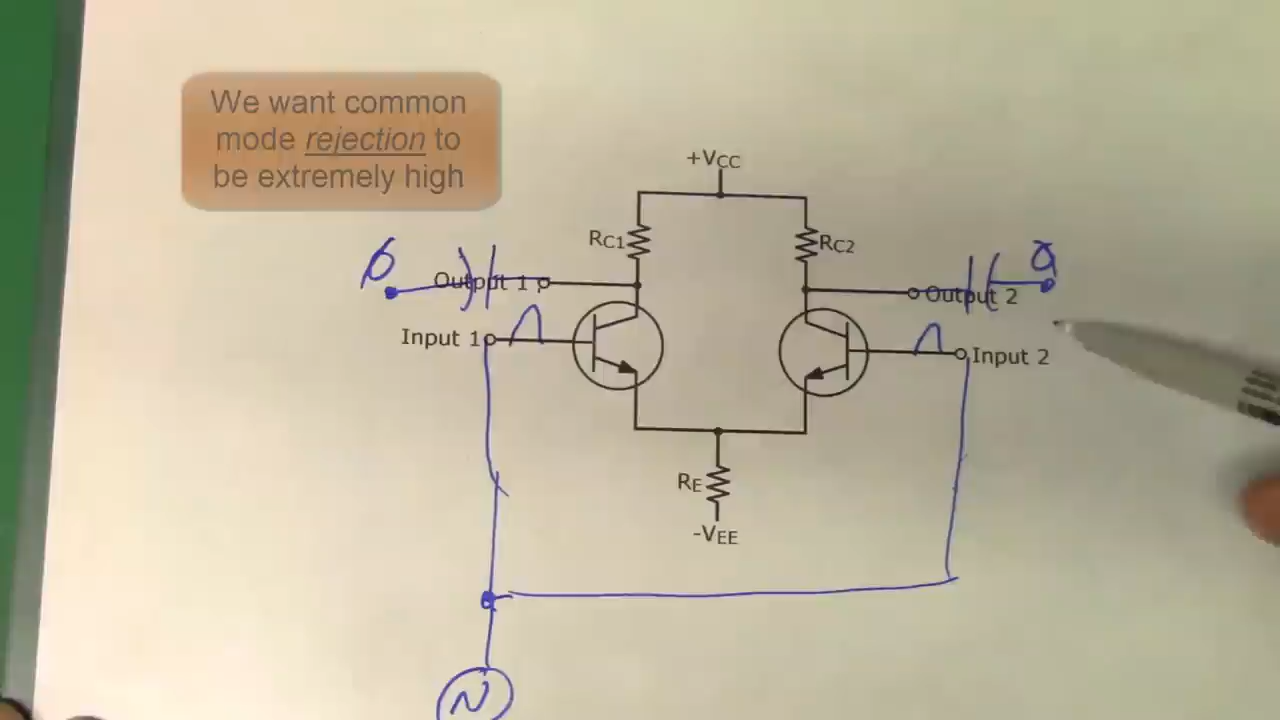 We want common
mode rejection to
be extremely high
+VCC
RC1
RC2
Output 1
Output 2
Input 1
Input 2
RE
-VEE